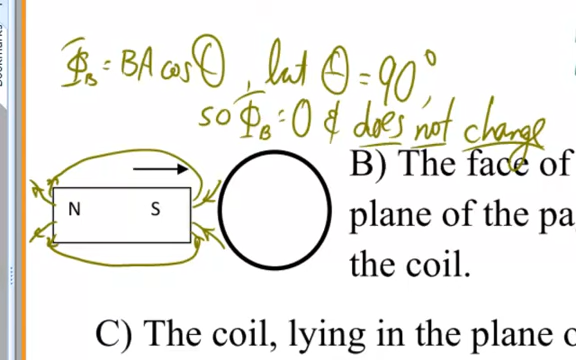 Φ_B = BA cos θ, but θ = 90°,
so Φ_B = 0 & does not change
N S
B) The face of
plane of the pa
the coil.
C) The coil, lying in the plane o